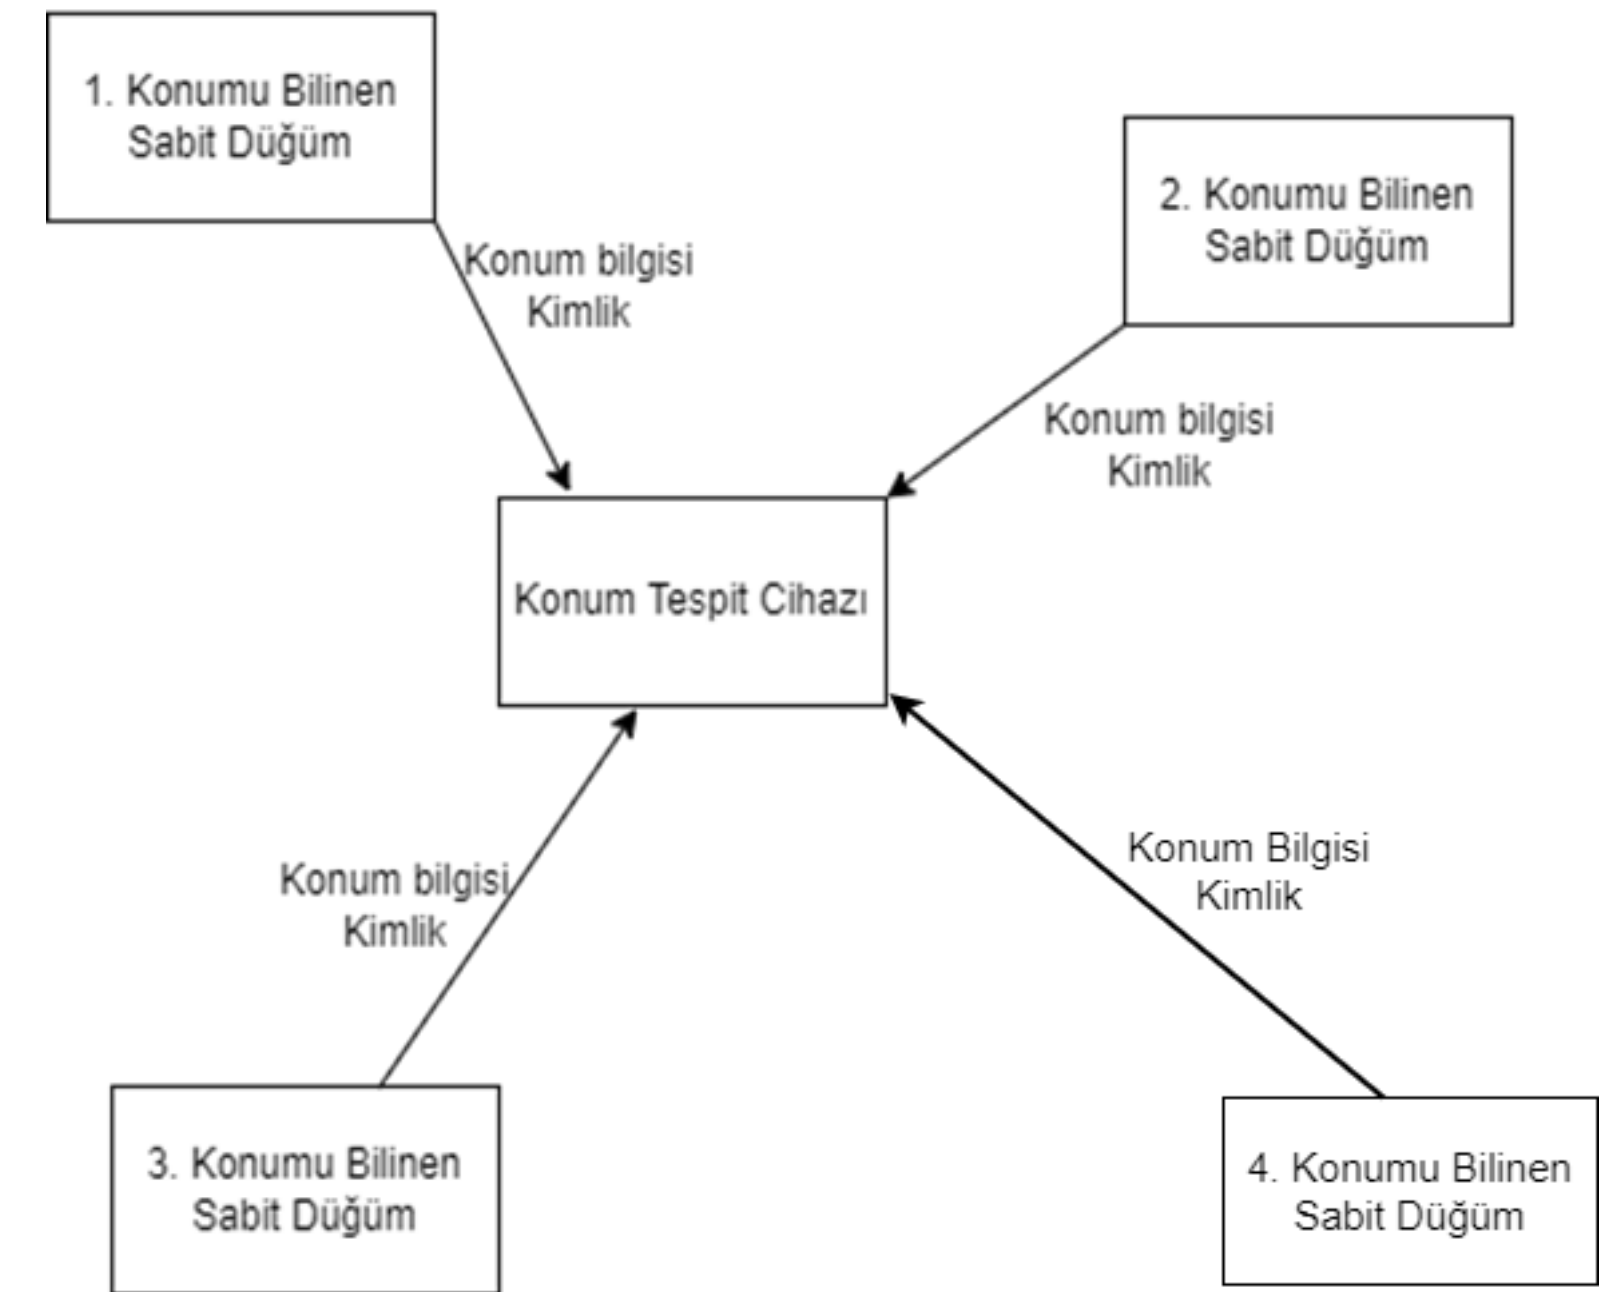 1. Konumu Bilinen
Sabit Düğüm
2. Konumu Bilinen
Sabit Düğüm
Konum bilgisi
Kimlik
Konum bilgisi
Kimlik
Konum Tespit Cihazı
Konum bilgisi
Kimlik
Konum Bilgisi
Kimlik
3. Konumu Bilinen
Sabit Düğüm
4. Konumu Bilinen
Sabit Düğüm